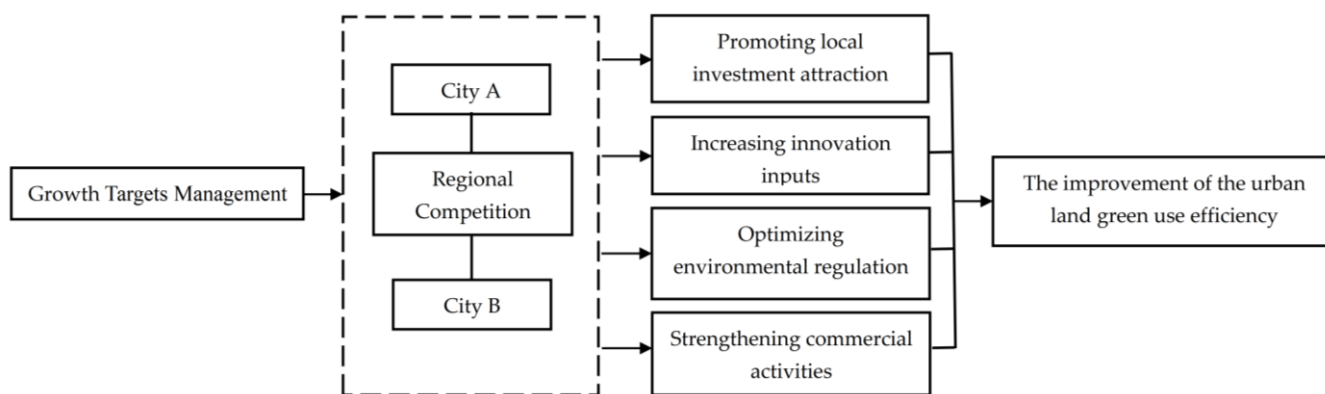 Growth Targets Management
City A
Regional
Competition
City B
Promoting local
investment attraction
Increasing innovation
inputs
Optimizing
environmental regulation
Strengthening commercial
activities
The improvement of the urban
land green use efficiency